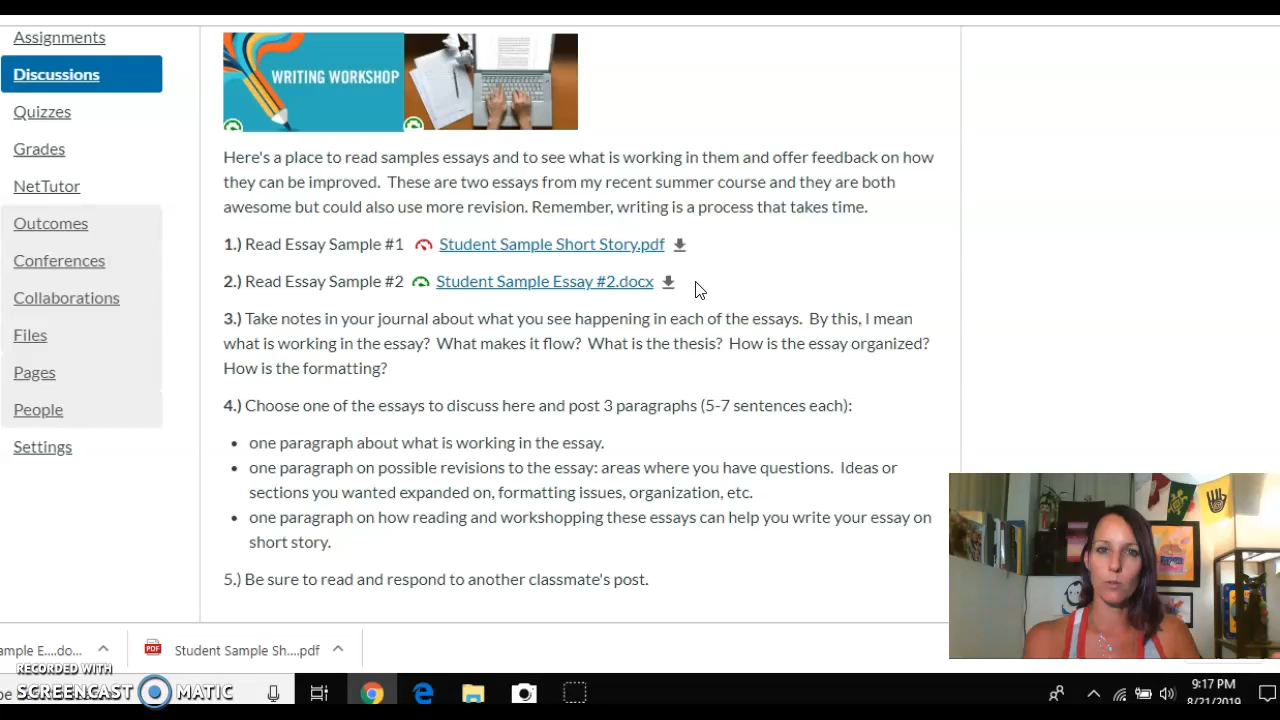 Assignments
Discussions
Quizzes
Grades
NetTutor
Outcomes
Conferences
Collaborations
Files
Pages
People
Settings
WRITING WORKSHOP
Here's a place to read samples essays and to see what is working in them and offer feedback on how
they can be improved. These are two essays from my recent summer course and they are both
awesome but could also use more revision. Remember, writing is a process that takes time.
1.) Read Essay Sample #1 Student Sample Short Story.pdf
2.) Read Essay Sample #2 Student Sample Essay #2.docx
3.) Take notes in your journal about what you see happening in each of the essays. By this, I mean
what is working in the essay? What makes it flow? What is the thesis? How is the essay organized?
How is the formatting?
4.) Choose one of the essays to discuss here and post 3 paragraphs (5-7 sentences each):
• one paragraph about what is working in the essay.
• one paragraph on possible revisions to the essay: areas where you have questions. Ideas or
sections you wanted expanded on, formatting issues, organization, etc.
• one paragraph on how reading and workshopping these essays can help you write your essay on
short story.
5.) Be sure to read and respond to another classmate's post.
ample E....do...
PDF
Student Sample Sh....pdf
RECORDED WITH
SCREENCAST MATIC
9:17 PM
8/21/2019